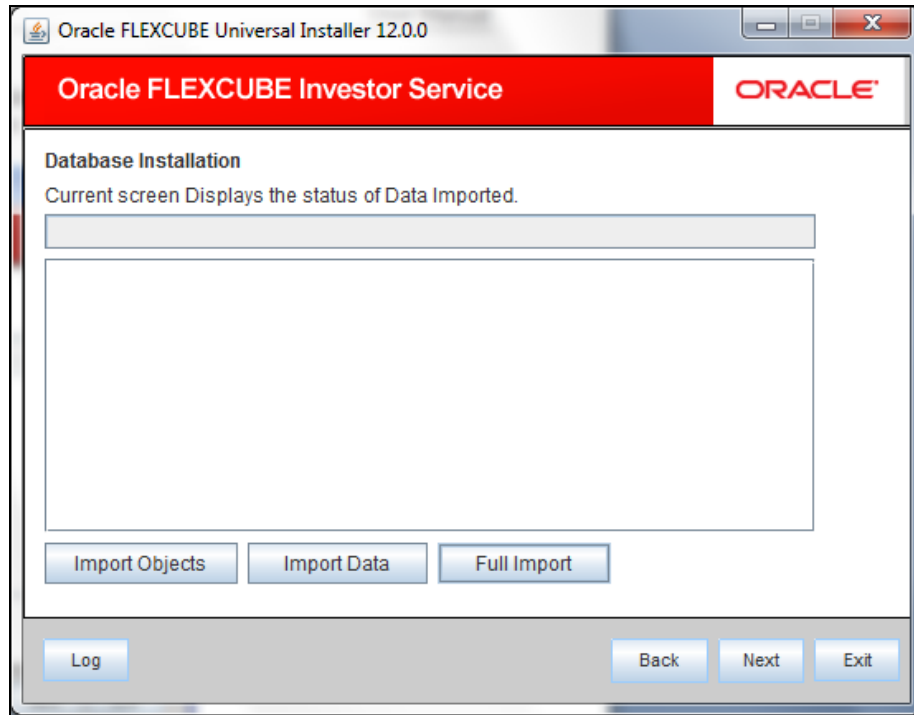 Oracle FLEXCUBE Universal Installer 12.0.0
Oracle FLEXCUBE Investor Service
ORACLE'
Database Installation
Current screen Displays the status of Data Imported.
Import Objects Import Data Full Import
Log Back Next Exit